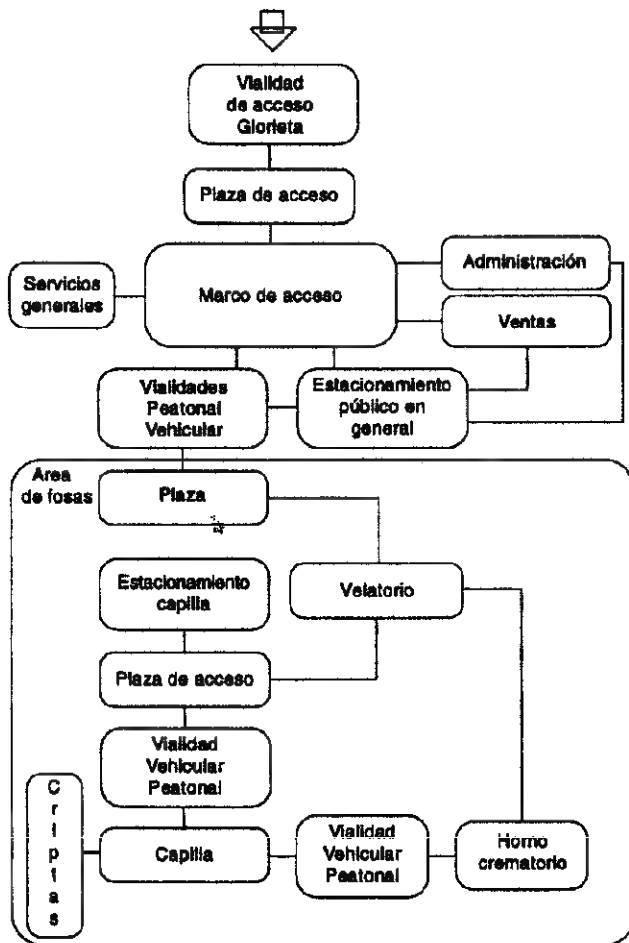 Vialidad
de acceso
Glorieta
Plaza de acceso
Servicios
generales
Marco de acceso
Administración
Ventas
Vialidades
Peatonal
Vehicular
Estacionamiento
público en
general
Area
de fosas
Plaza
Estacionamiento
capilla
Velatorio
Plaza de acceso
Vialidad
Vehicular
Peatonal
Criptas
Capilla
Vialidad
Vehicular
Peatonal
Horno
crematorio